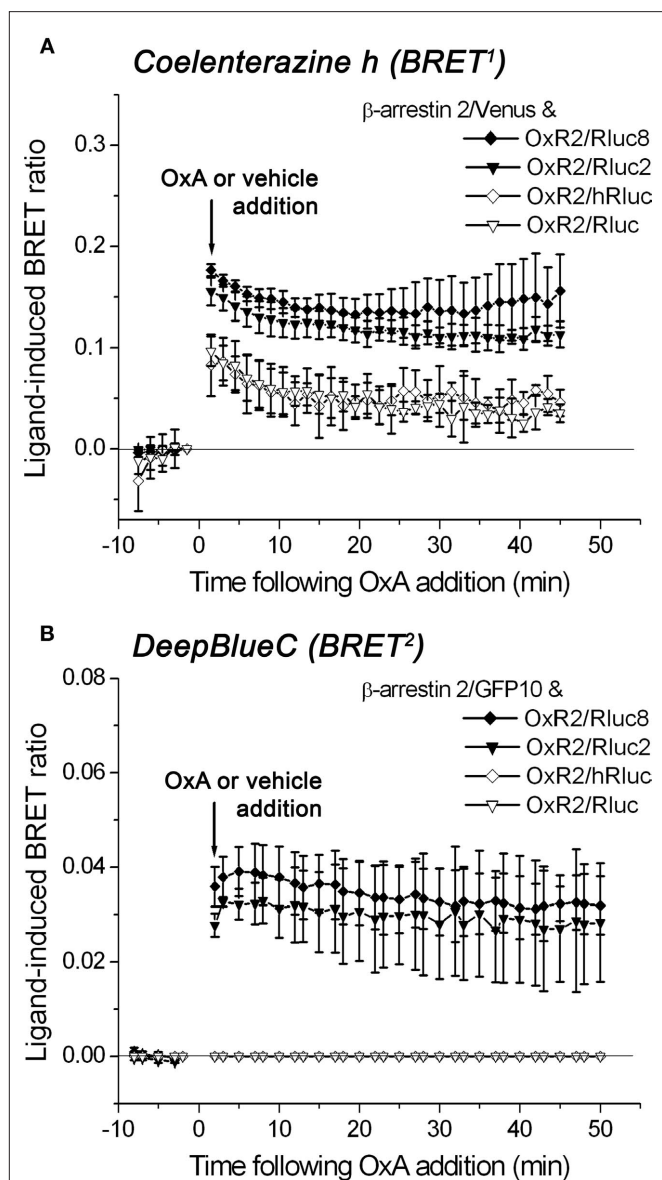 A
Coelenterazine h (BRET¹)
β-arrestin 2/Venus &
OxR2/Rluc8
OxR2/Rluc2
OxR2/hRluc
OxR2/Rluc
OxA or vehicle
addition
Ligand-induced BRET ratio
0.3
0.2
0.1
0.0
-10 0 10 20 30 40 50
Time following OxA addition (min)
B
DeepBlueC (BRET²)
β-arrestin 2/GFP10 &
OxR2/Rluc8
OxR2/Rluc2
OxR2/hRluc
OxR2/Rluc
OxA or vehicle
addition
Ligand-induced BRET ratio
0.08
0.06
0.04
0.02
0.00
-10 0 10 20 30 40 50
Time following OxA addition (min)